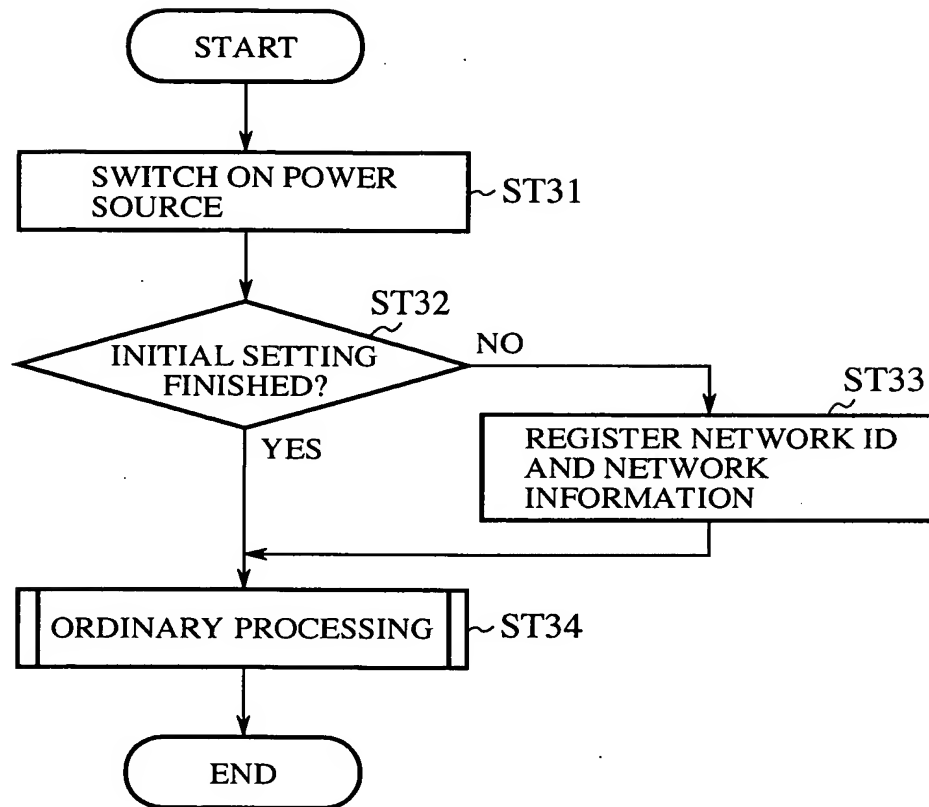 START
SWITCH ON POWER
SOURCE
ST31
ST32
INITIAL SETTING
FINISHED?
NO
YES
ST33
REGISTER NETWORK ID
AND NETWORK
INFORMATION
ORDINARY PROCESSING
ST34
END